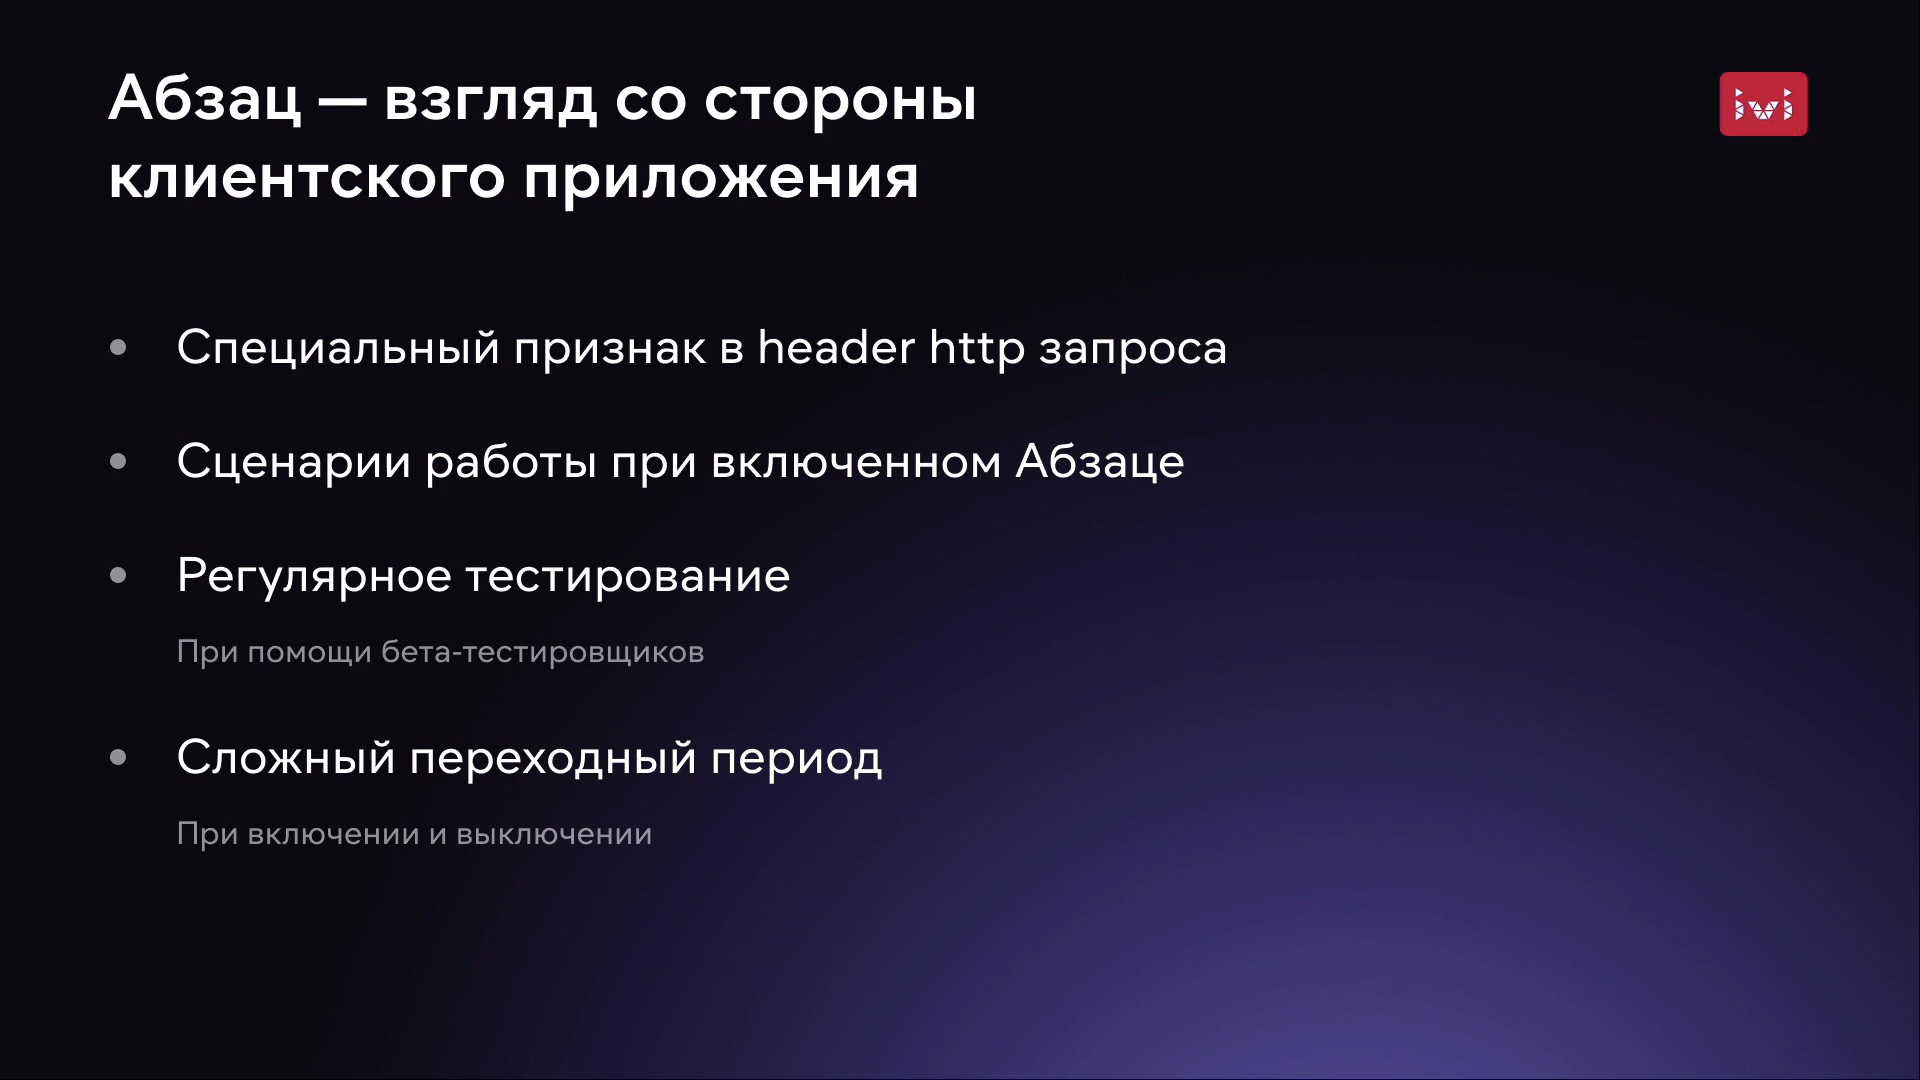 Абзац — взгляд со стороны
клиентского приложения
ivi
Специальный признак в header http запроса
Сценарии работы при включенном Абзаце
Регулярное тестирование
При помощи бета-тестировщиков
Сложный переходный период
При включении и выключении